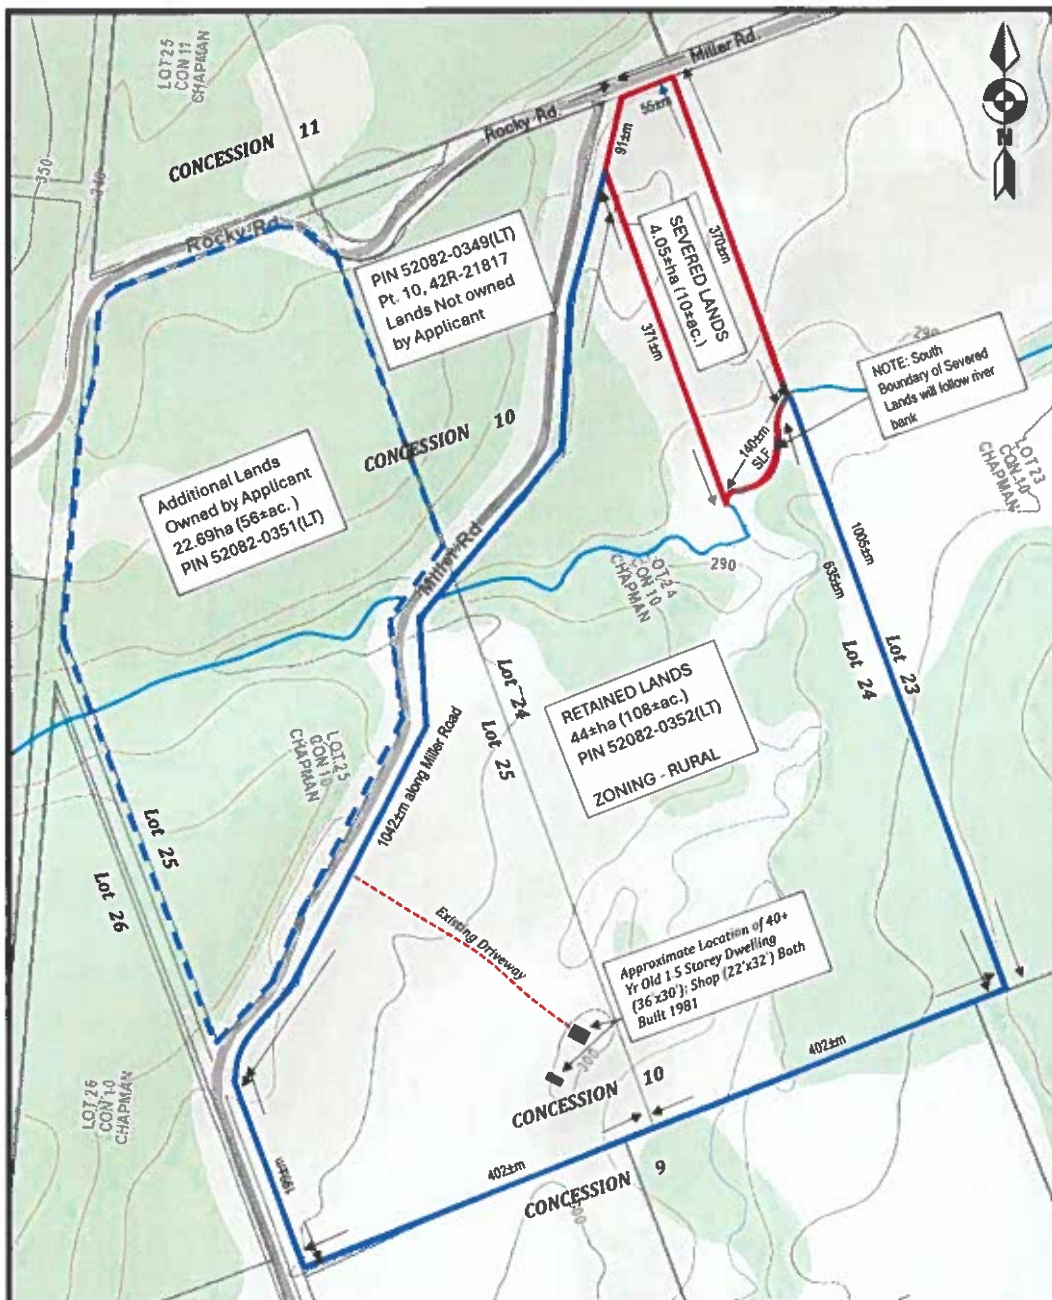 LOT 25
CON 11
CHAPMAN
CONCESSION 11
350
340
Rocky Rd.
Miller Rd.
55±m
91±m
N
Rocky Rd
PIN 52082-0349(LT)
Pt. 10, 42R-21817
Lands Not owned
by Applicant
SEVERED LANDS
4.05±ha (10±ac.)
370±m
371±m
290
NOTE: South
Boundary of Severed
Lands will follow river
bank
CONCESSION 10
140±m
SLF
LOT 23
CON 10
CHAPMAN
Additional Lands
Owned by Applicant
22.69ha (56±ac. )
PIN 52082-0351(LT)
Miller Rd
LOT 24
CON 10
CHAPMAN
290
1005±m
635±m
Lot 23
Lot 24
Lot 24
Lot 25
RETAINED LANDS
44±ha (108±ac.)
PIN 52082-0352(LT)
ZONING - RURAL
LOT 25
CON 10
CHAPMAN
1042±m along Miller Road
Lot 25
Lot 26
Existing Driveway
Approximate Location of 40+
Yr Old 1.5 Storey Dwelling
(36'x30'); Shop (22'x32') Both
Built 1981
300
LOT 26
CON 10
CHAPMAN
CONCESSION 10
402±m
402±m
199±m
CONCESSION 9
300